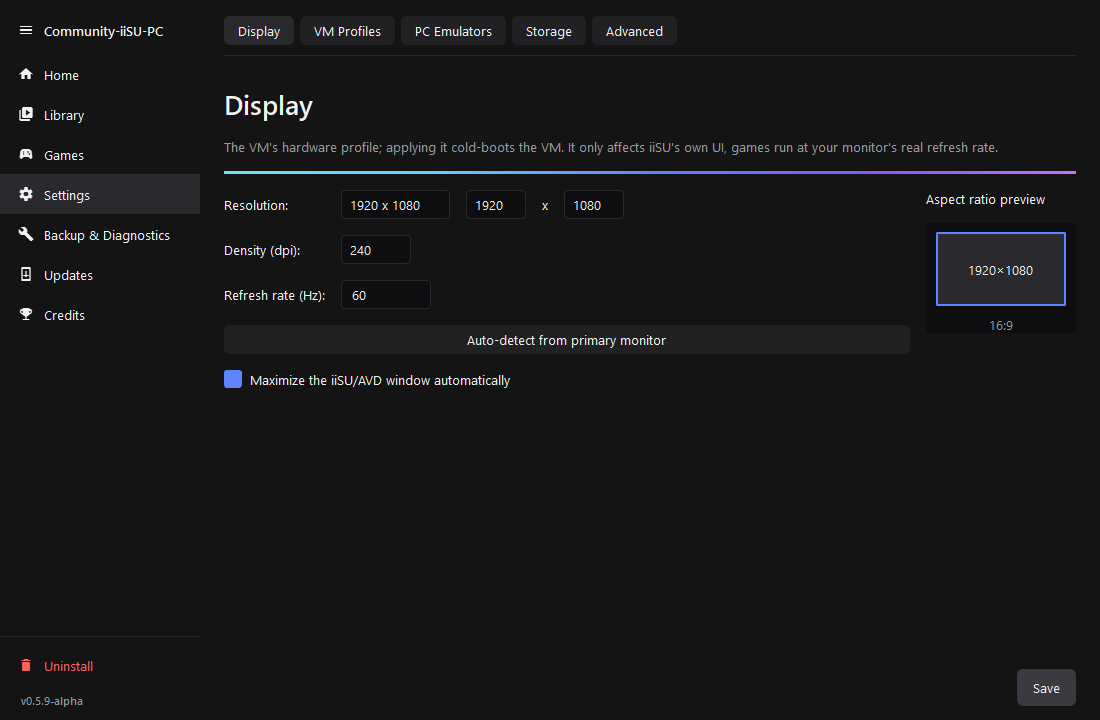 Community-iiSU-PC
Home
Library
Games
Settings
Backup & Diagnostics
Updates
Credits
Uninstall
v0.5.9-alpha
Display VM Profiles PC Emulators Storage Advanced
Display
The VM's hardware profile; applying it cold-boots the VM. It only affects iiSU's own UI, games run at your monitor's real refresh rate.
Resolution: 1920 x 1080 1920 x 1080
Density (dpi): 240
Refresh rate (Hz): 60
Auto-detect from primary monitor
Maximize the iiSU/AVD window automatically
Aspect ratio preview
1920×1080
16:9
Save